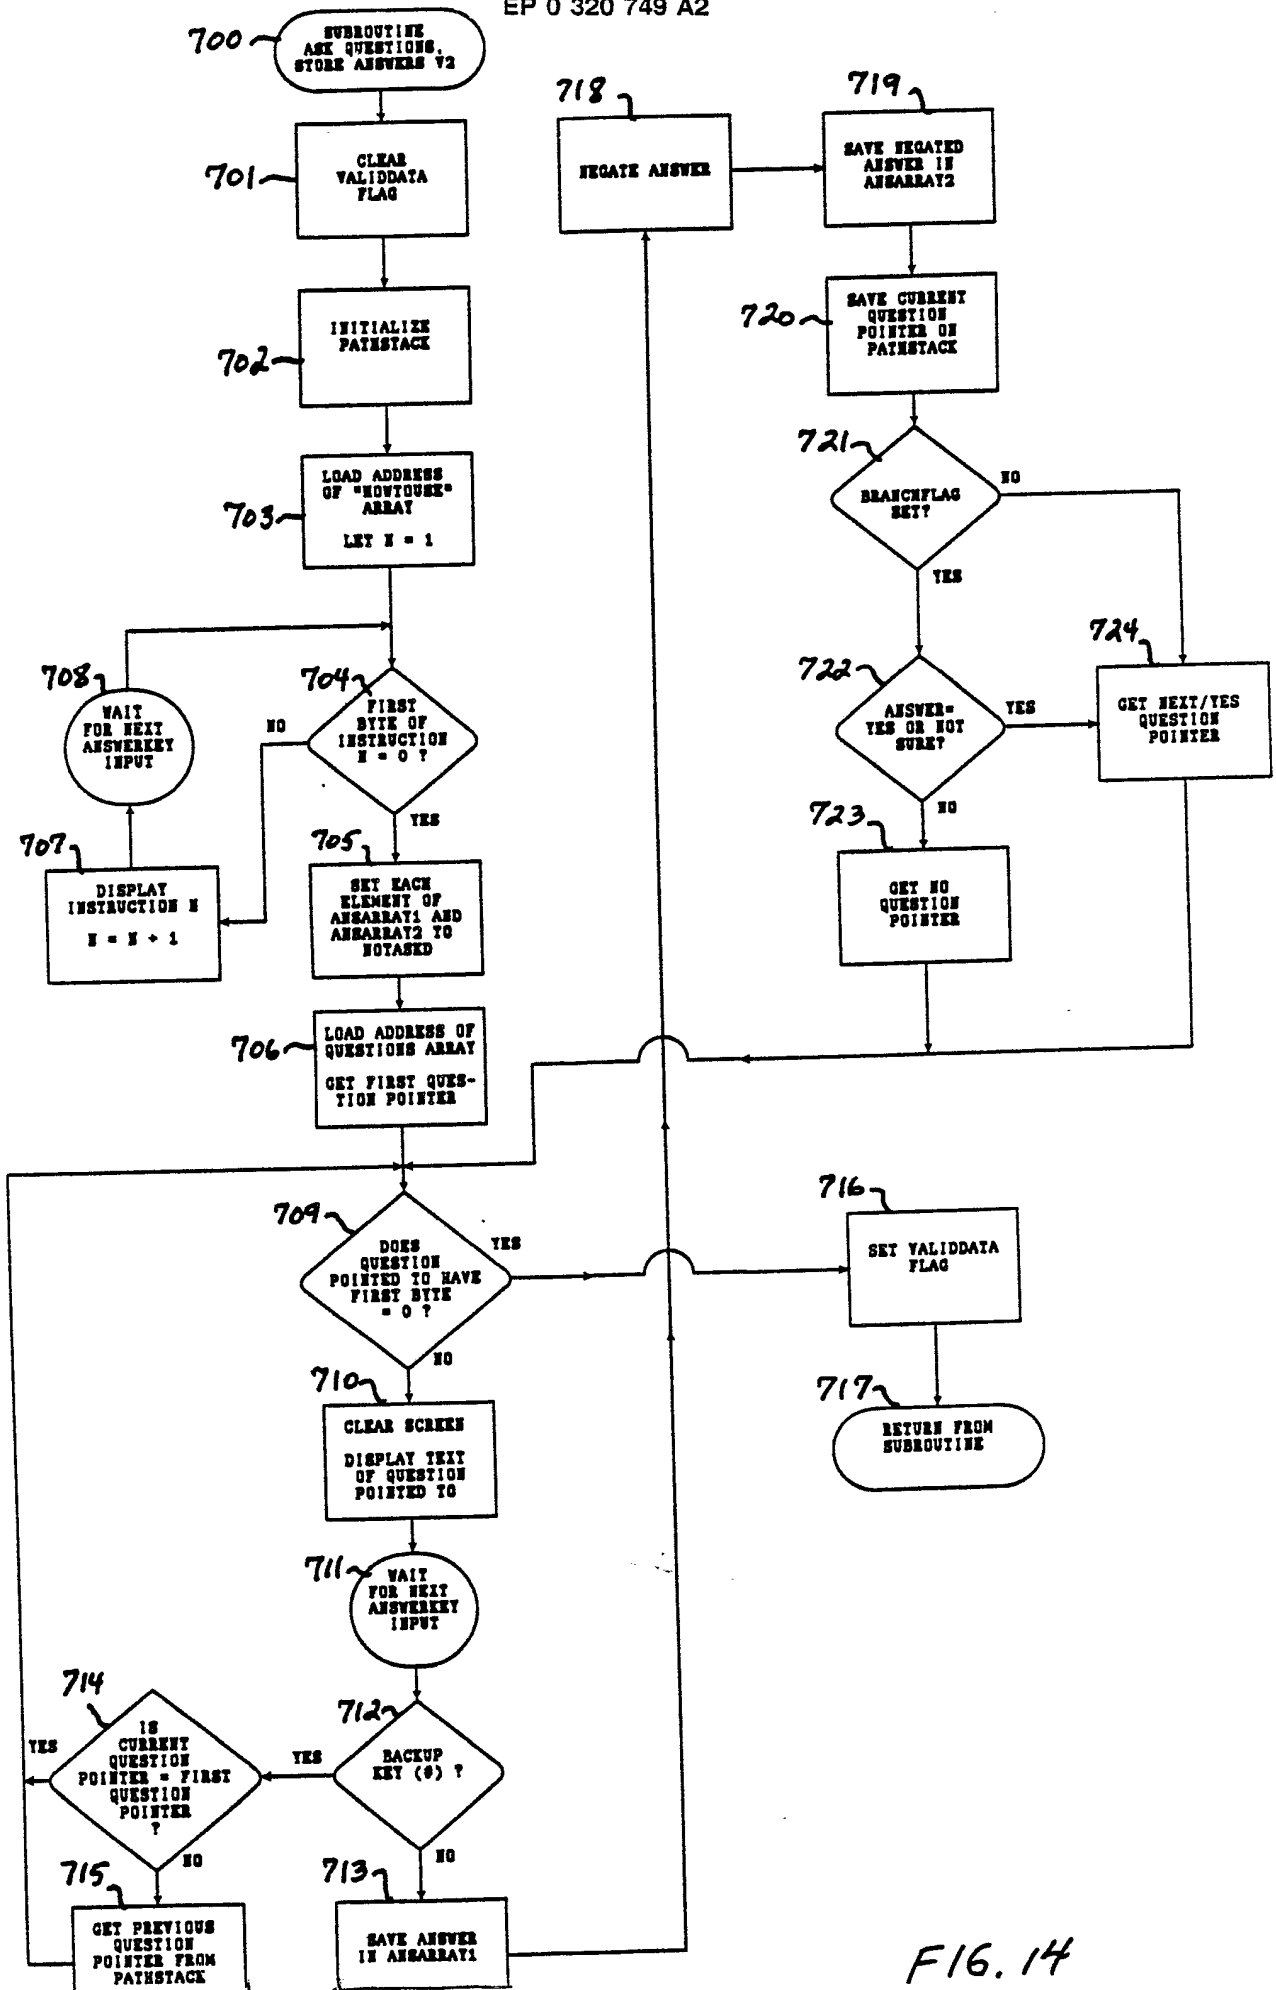 EP 0 320 749 A2
700
SUBROUTINE
ASK QUESTIONS,
STORE ANSWERS V2
701
CLEAR
VALIDDATA
FLAG
702
INITIALIZE
PATHSTACK
703
LOAD ADDRESS
OF "HOWTOUSE"
ARRAY
LET N = 1
704
FIRST
BYTE OF
INSTRUCTION
N = 0 ?
NO
YES
708
WAIT
FOR NEXT
ANSWERKEY
INPUT
707
DISPLAY
INSTRUCTION N
N = N + 1
705
SET EACH
ELEMENT OF
ANSARRAY1 AND
ANSARRAY2 TO
NOTASKD
706
LOAD ADDRESS OF
QUESTIONS ARRAY
GET FIRST QUES-
TION POINTER
709
DOES
QUESTION
POINTED TO HAVE
FIRST BYTE
= 0 ?
YES
NO
710
CLEAR SCREEN
DISPLAY TEXT
OF QUESTION
POINTED TO
711
WAIT
FOR NEXT
ANSWERKEY
INPUT
712
BACKUP
KEY (#) ?
YES
NO
714
IS
CURRENT
QUESTION
POINTER = FIRST
QUESTION
POINTER
?
YES
NO
715
GET PREVIOUS
QUESTION
POINTER FROM
PATHSTACK
713
SAVE ANSWER
IN ANSARRAY1
718
NEGATE ANSWER
719
SAVE NEGATED
ANSWER IN
ANSARRAY2
720
SAVE CURRENT
QUESTION
POINTER ON
PATHSTACK
721
BRANCHFLAG
SET?
NO
YES
722
ANSWER=
YES OR NOT
SURE?
YES
NO
724
GET NEXT/YES
QUESTION
POINTER
723
GET NO
QUESTION
POINTER
716
SET VALIDDATA
FLAG
717
RETURN FROM
SUBROUTINE
FIG. 14